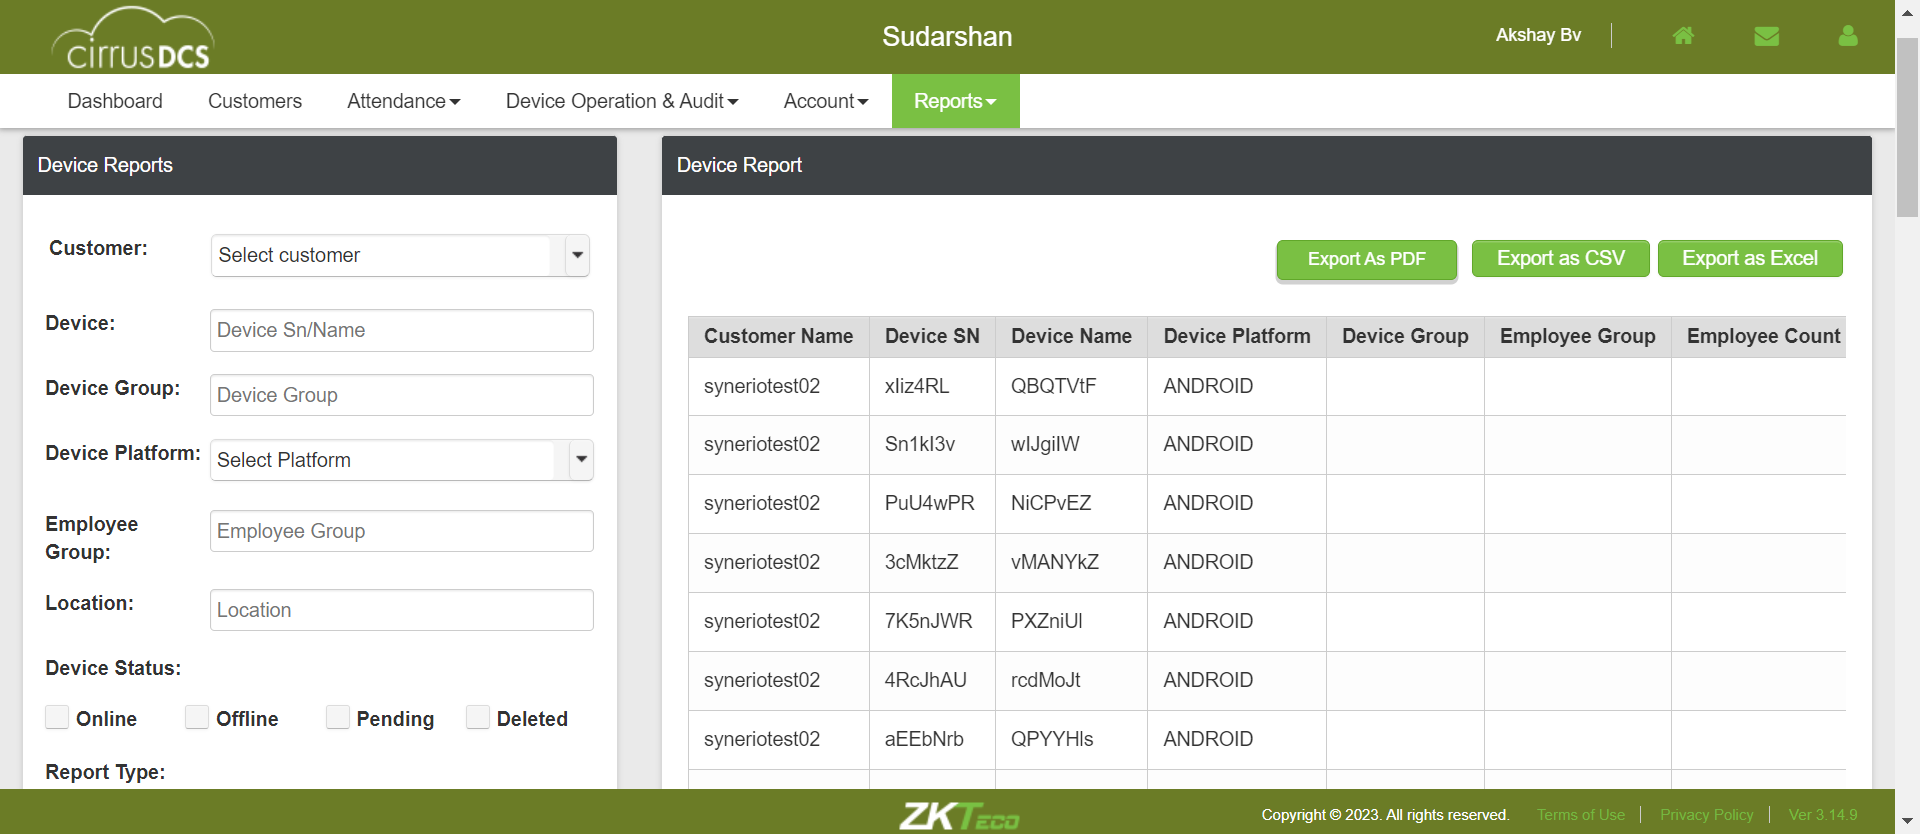 cirrusDCS
Sudarshan
Akshay Bv
Dashboard Customers Attendance Device Operation & Audit Account Reports
Device Reports
Customer: Select customer
Device: Device Sn/Name
Device Group: Device Group
Device Platform: Select Platform
Employee Group: Employee Group
Location: Location
Device Status:
Online Offline Pending Deleted
Report Type:
Device Report
Export As PDF Export as CSV Export as Excel
Customer Name Device SN Device Name Device Platform Device Group Employee Group Employee Count
syneriotest02 xIiz4RL QBQTVtF ANDROID
syneriotest02 Sn1kI3v wIJgiIW ANDROID
syneriotest02 PuU4wPR NiCPvEZ ANDROID
syneriotest02 3cMktzZ vMANYkZ ANDROID
syneriotest02 7K5nJWR PXZniUl ANDROID
syneriotest02 4RcJhAU rcdMoJt ANDROID
syneriotest02 aEEbNrb QPYYHls ANDROID
ZKTeco
Copyright © 2023. All rights reserved. Terms of Use Privacy Policy Ver 3.14.9